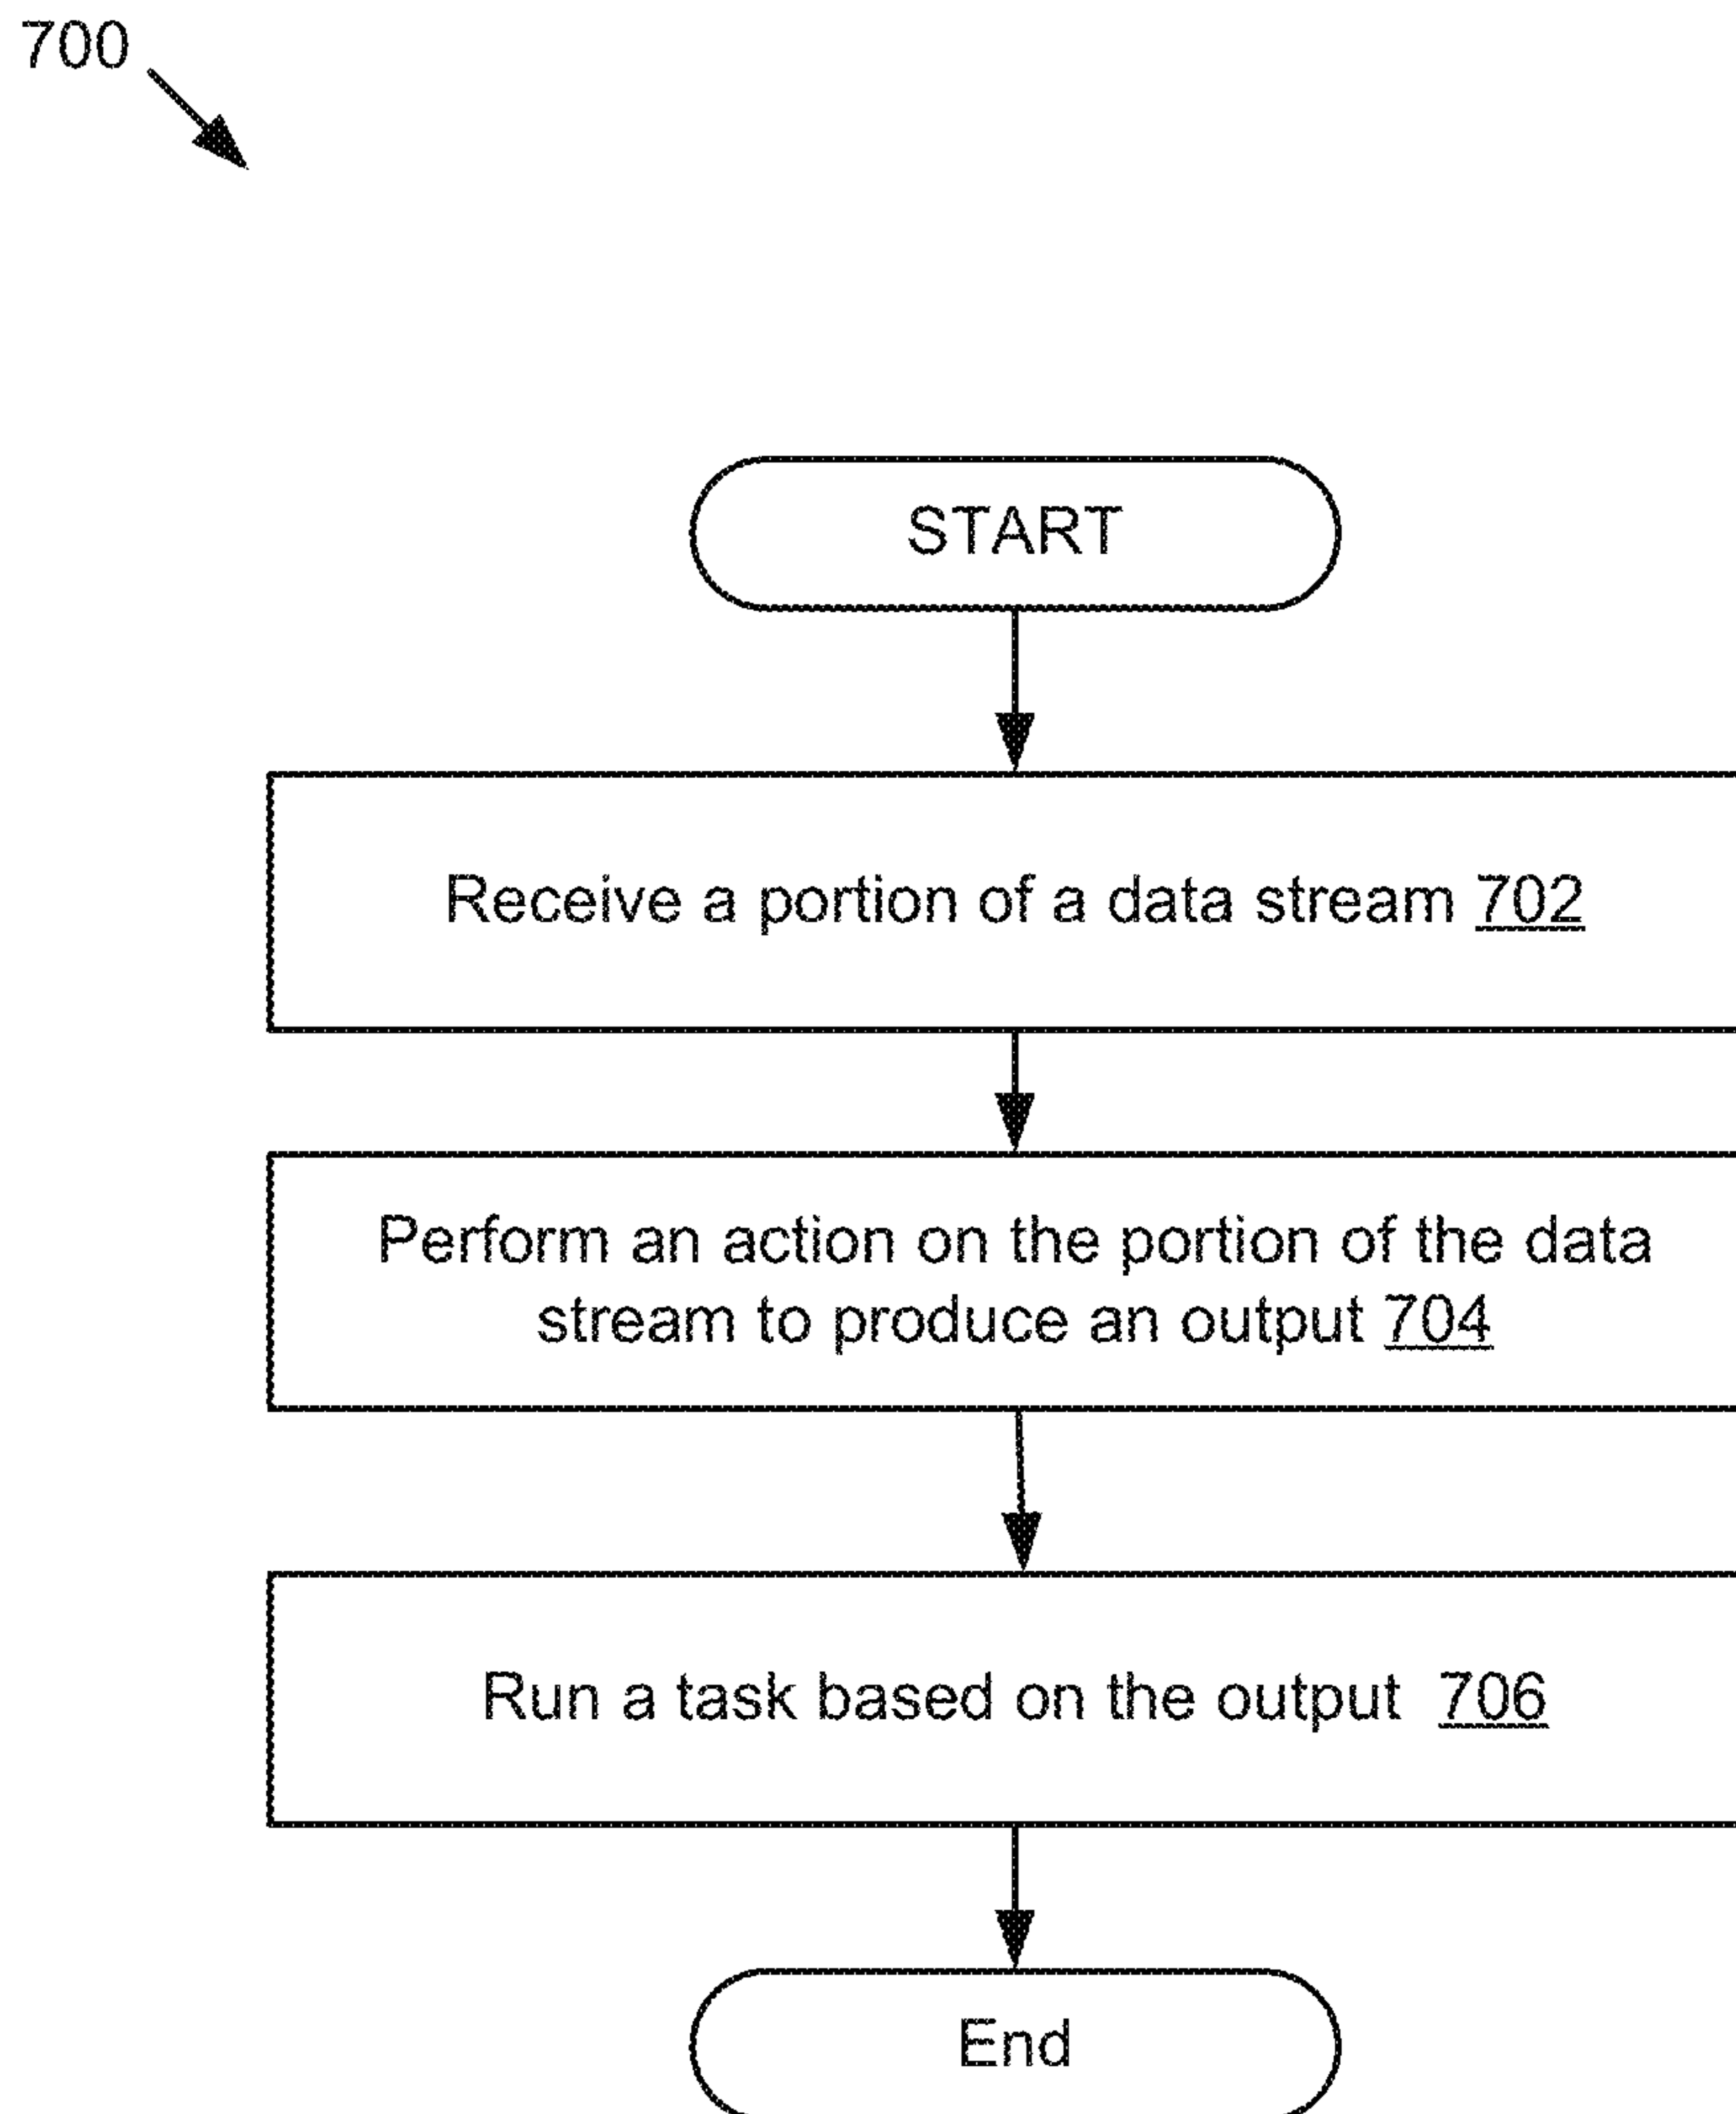 700
START
Receive a portion of a data stream 702
Perform an action on the portion of the data
stream to produce an output 704
Run a task based on the output 706
End